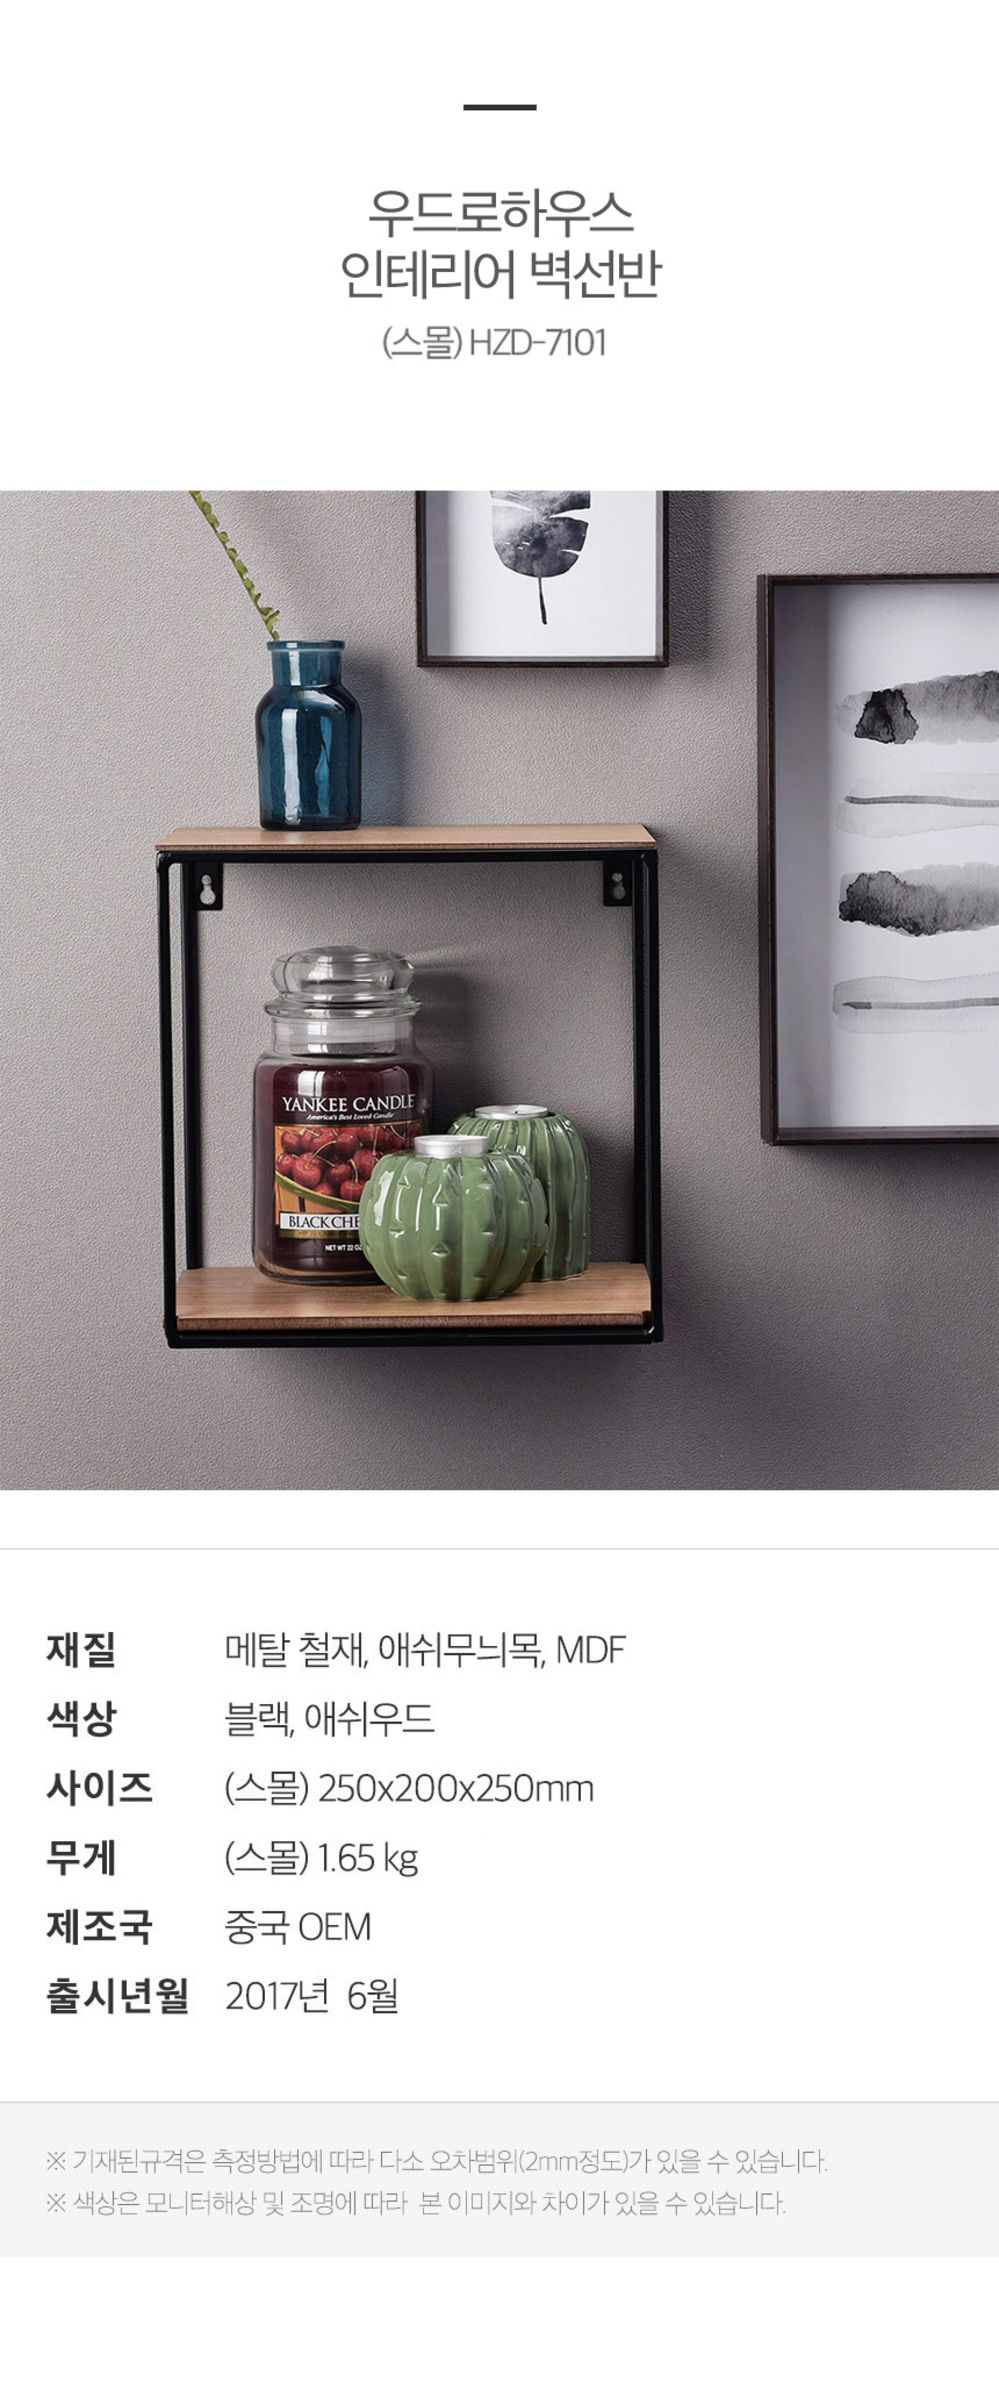 우드로하우스
인테리어 벽선반
(스몰) HZD-7101
YANKEE CANDLE
America's Best Loved Candle
BLACK
NET WT 22 OZ
재질 메탈 철재, 애쉬무늬목, MDF
색상 블랙, 애쉬우드
사이즈 (스몰) 250x200x250mm
무게 (스몰) 1.65 kg
제조국 중국 OEM
출시년월 2017년 6월
※ 기재된규격은 측정방법에 따라 다소 오차범위(2mm정도)가 있을 수 있습니다.
※ 색상은 모니터해상 및 조명에 따라 본 이미지와 차이가 있을 수 있습니다.